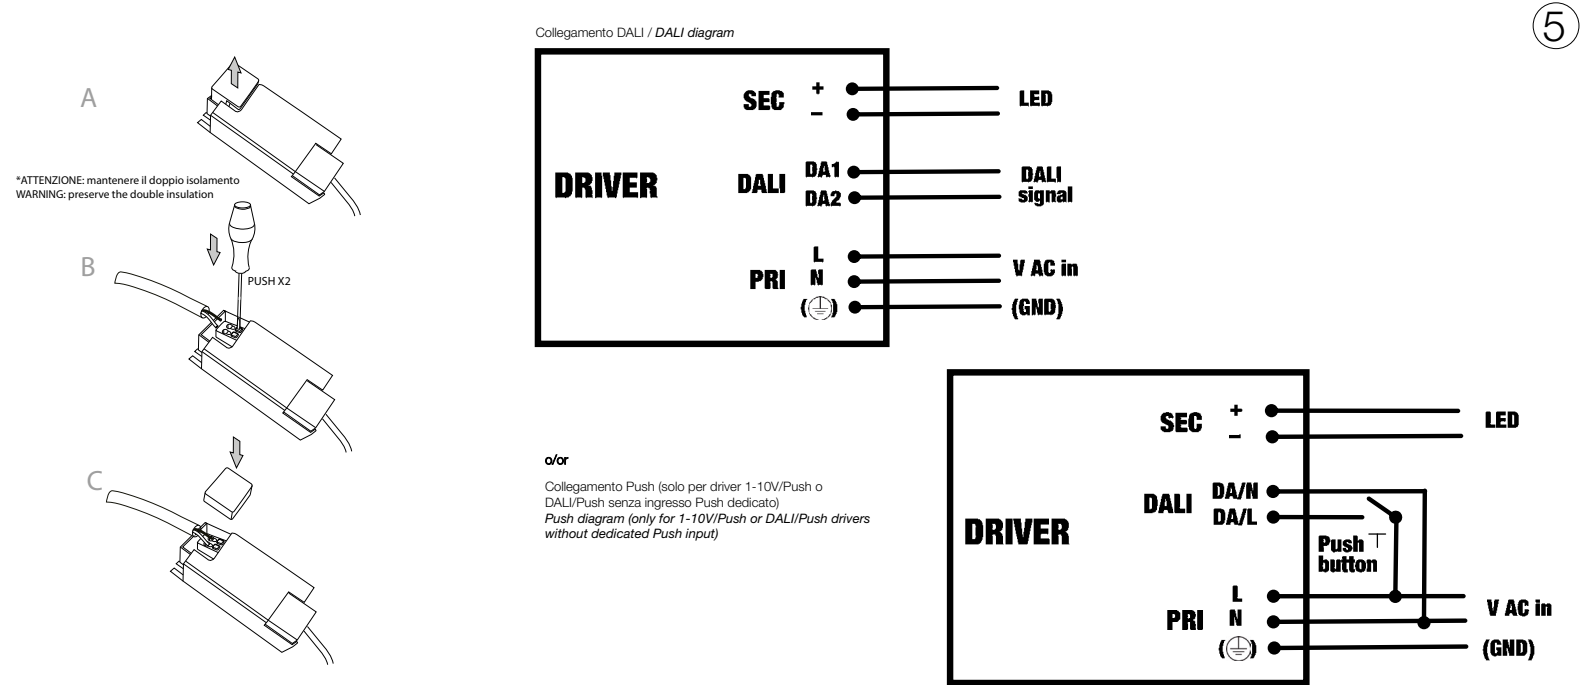 5
Collegamento DALI / DALI diagram
A
*ATTENZIONE: mantenere il doppio isolamento
WARNING: preserve the double insulation
B
PUSH X2
C
DRIVER
SEC
+
−
LED
DALI
DA1
DA2
DALI
signal
PRI
L
N
( )
V AC in
(GND)
o/or
Collegamento Push (solo per driver 1-10V/Push o
DALI/Push senza ingresso Push dedicato)
Push diagram (only for 1-10V/Push or DALI/Push drivers
without dedicated Push input)
DRIVER
SEC
+
−
LED
DALI
DA/N
DA/L
Push
button
PRI
L
N
( )
V AC in
(GND)